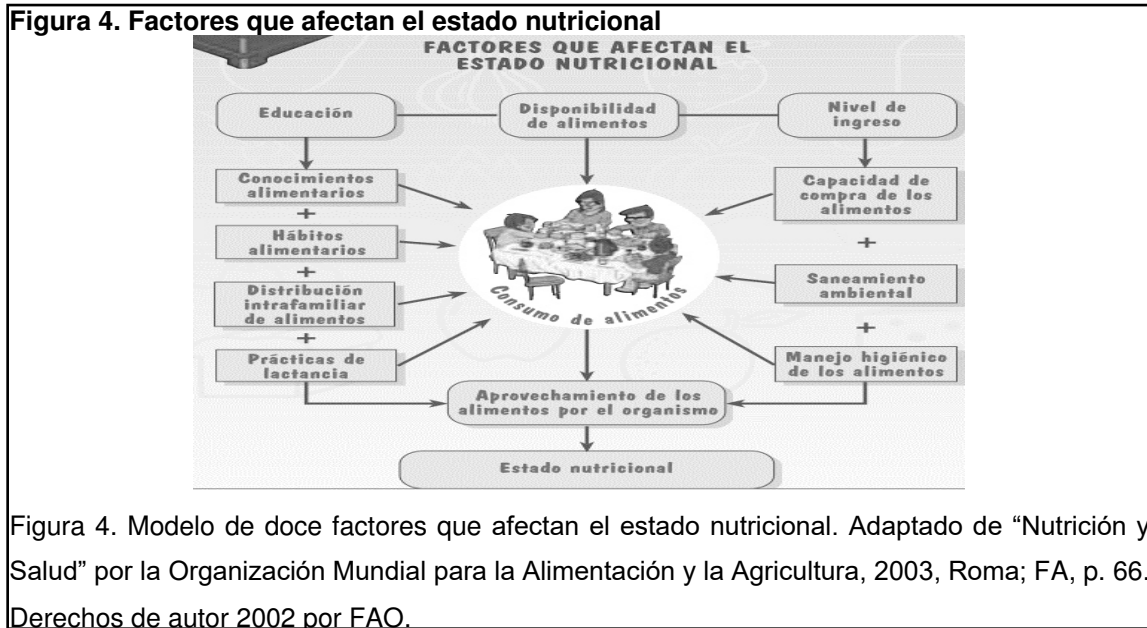 Figura 4. Factores que afectan el estado nutricional
FACTORES QUE AFECTAN EL
ESTADO NUTRICIONAL
Educación
Disponibilidad
de alimentos
Nivel de
ingreso
Conocimientos
alimentarios
+
Hábitos
alimentarios
+
Distribución
intrafamiliar
de alimentos
+
Prácticas de
lactancia
Consumo de alimentos
Capacidad de
compra de los
alimentos
+
Saneamiento
ambiental
+
Manejo higiénico
de los alimentos
Aprovechamiento de los
alimentos por el organismo
Estado nutricional
Figura 4. Modelo de doce factores que afectan el estado nutricional. Adaptado de “Nutrición y
Salud” por la Organización Mundial para la Alimentación y la Agricultura, 2003, Roma; FA, p. 66.
Derechos de autor 2002 por FAO.